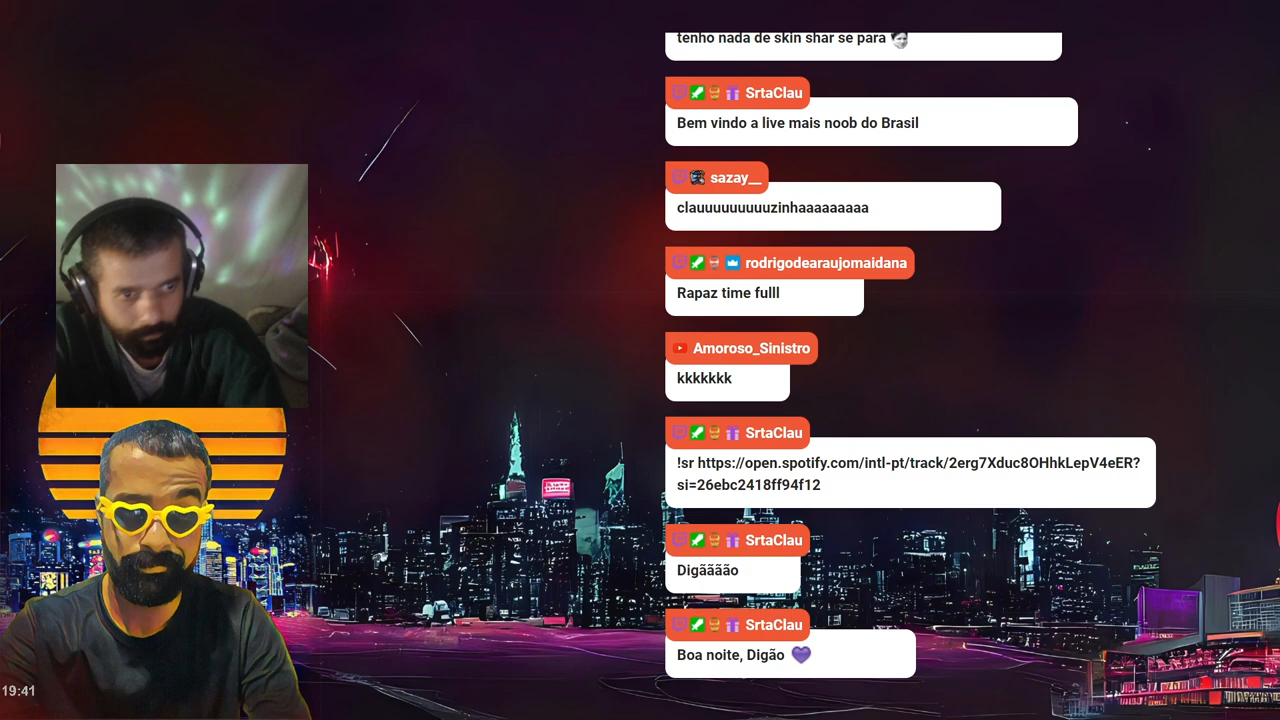 tenho nada de skin shar se para
SrtaClau
Bem vindo a live mais noob do Brasil
sazay__
clauuuuuuuuuzinhaaaaaaaaa
rodrigodearaujomaidana
Rapaz time fulll
Amoroso_Sinistro
kkkkkkk
SrtaClau
!sr https://open.spotify.com/intl-pt/track/2erg7Xduc8OHhkLepV4eER?
si=26ebc2418ff94f12
SrtaClau
Digããããão
SrtaClau
Boa noite, Digão
19:41